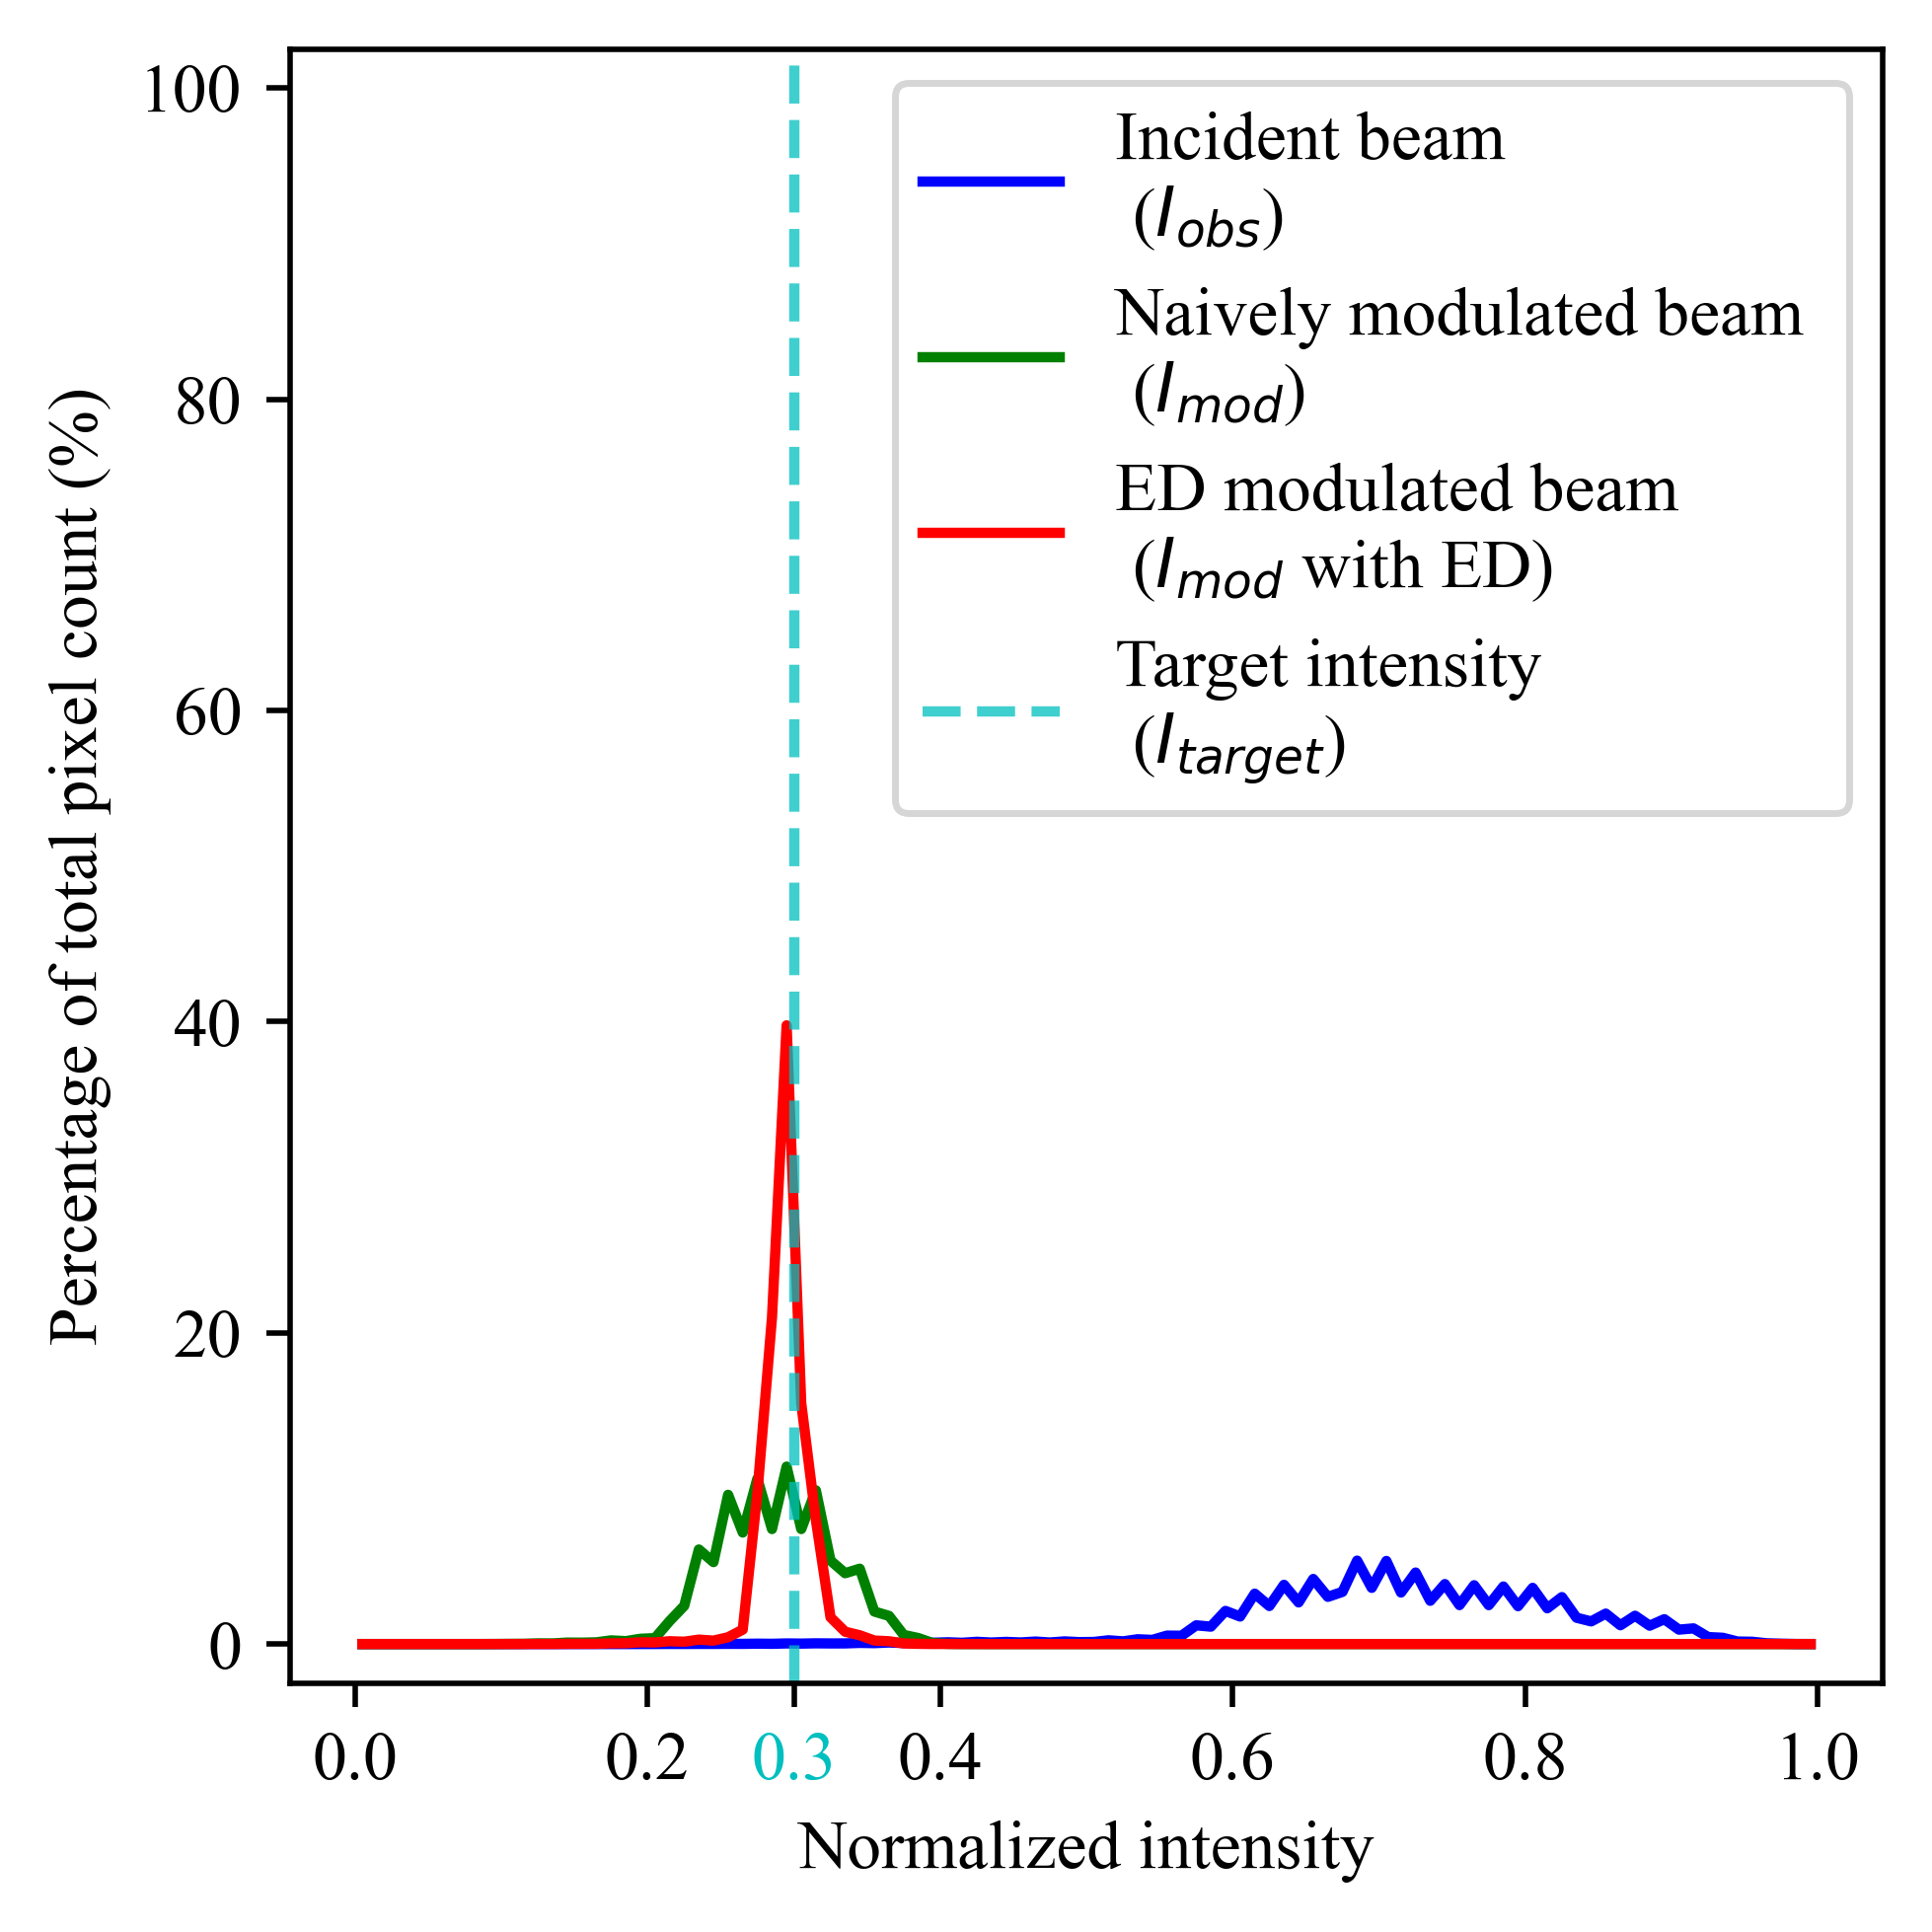 100
80
60
40
20
0
Percentage of total pixel count (%)
Incident beam
(I_obs)
Naively modulated beam
(I_mod)
ED modulated beam
(I_mod with ED)
Target intensity
(I_target)
0.0 0.2 0.3 0.4 0.6 0.8 1.0
Normalized intensity